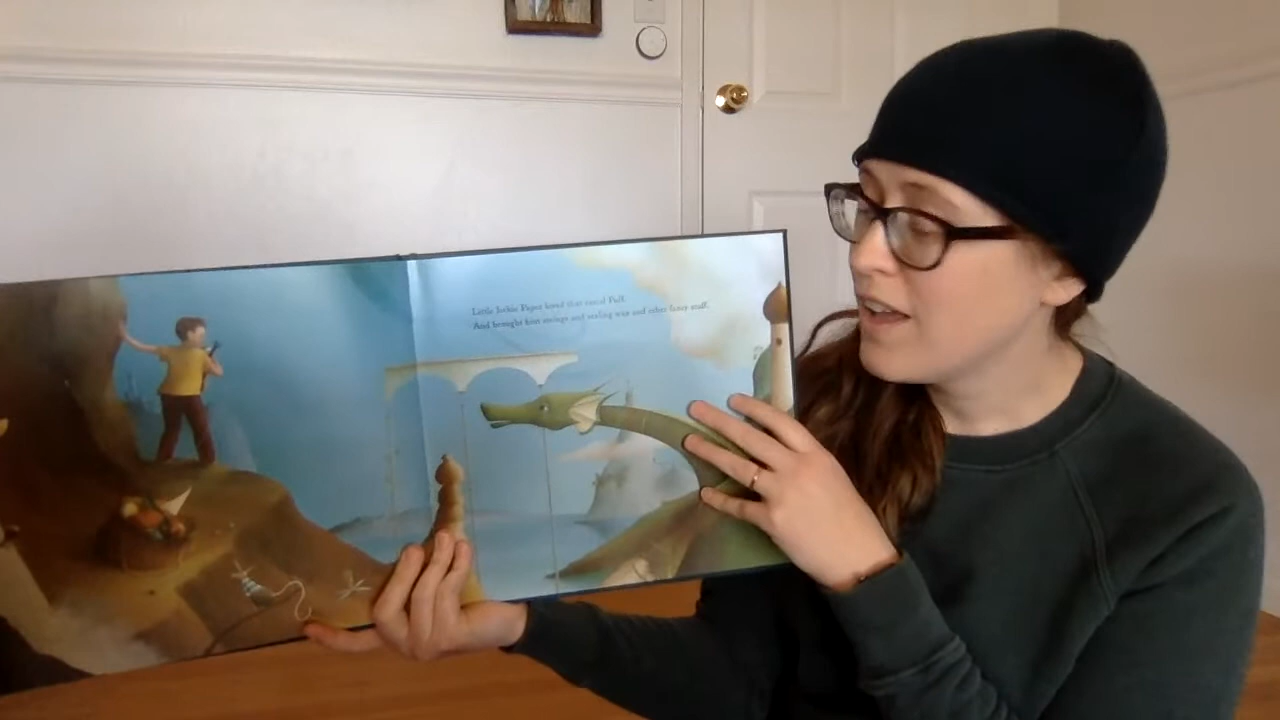 Little Jackie Paper loved that rascal Puff,
And brought him strings and sealing wax and other fancy stuff.